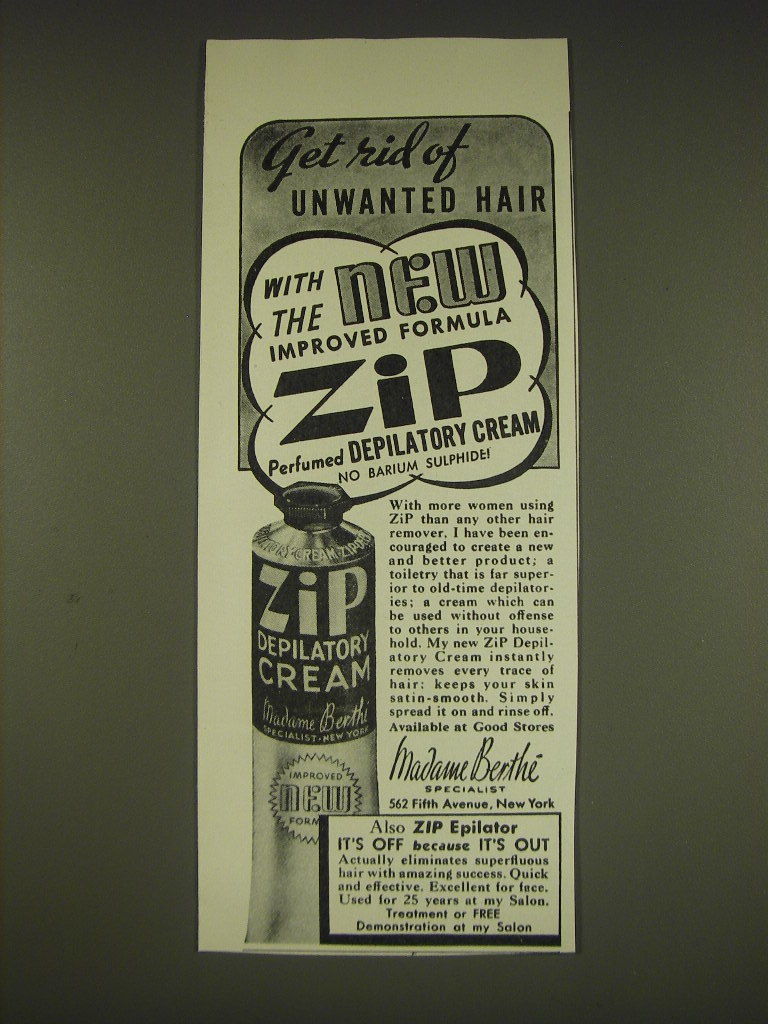 Get rid of
UNWANTED HAIR
WITH THE NEW
IMPROVED FORMULA
ZiP
Perfumed DEPILATORY CREAM
NO BARIUM SULPHIDE!
With more women using
ZiP than any other hair
remover, I have been en-
couraged to create a new
and better product; a
toiletry that is far super-
ior to old-time depilator-
ies; a cream which can
be used without offense
to others in your house-
hold. My new ZiP Depil-
atory Cream instantly
removes every trace of
hair; keeps your skin
satin-smooth. Simply
spread it on and rinse off.
Available at Good Stores
Madame Berthé
SPECIALIST
562 Fifth Avenue, New York
CREAM-ZIP
ZiP
DEPILATORY
CREAM
Madame Berthé
SPECIALIST-NEW YORK
IMPROVED
NEW
FORM
Also ZIP Epilator
IT'S OFF because IT'S OUT
Actually eliminates superfluous
hair with amazing success. Quick
and effective. Excellent for face.
Used for 25 years at my Salon.
Treatment or FREE
Demonstration at my Salon